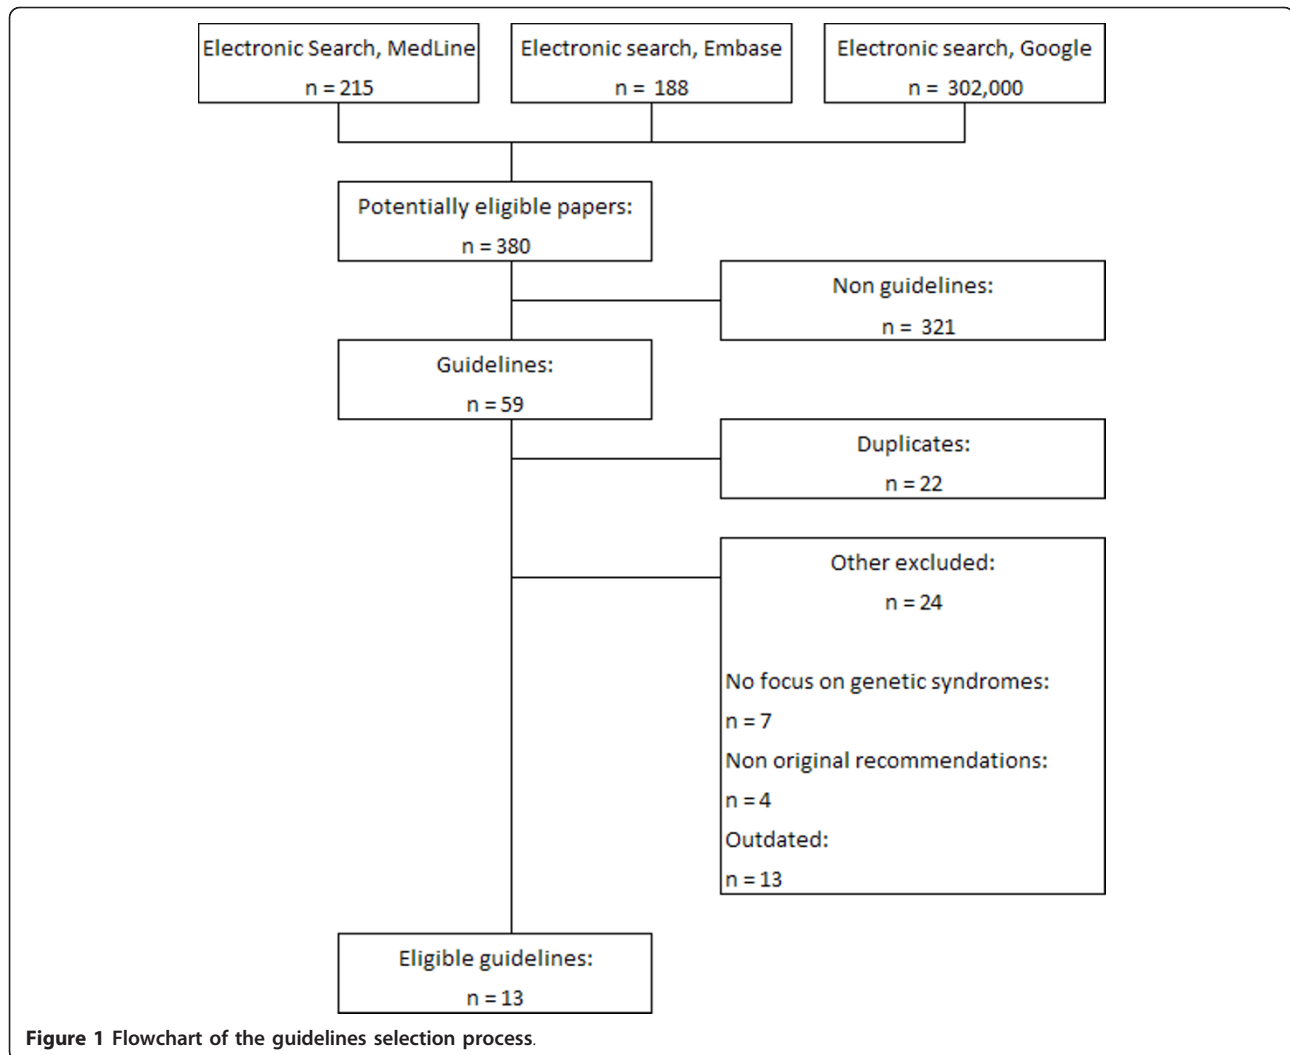 Electronic Search, MedLine
n = 215
Electronic search, Embase
n = 188
Electronic search, Google
n = 302,000
Potentially eligible papers:
n = 380
Non guidelines:
n = 321
Guidelines:
n = 59
Duplicates:
n = 22
Other excluded:
n = 24
No focus on genetic syndromes:
n = 7
Non original recommendations:
n = 4
Outdated:
n = 13
Eligible guidelines:
n = 13
Figure 1 Flowchart of the guidelines selection process.